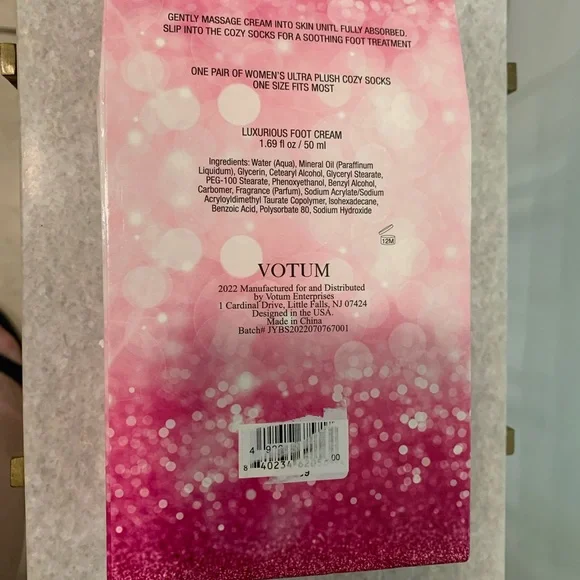 GENTLY MASSAGE CREAM INTO SKIN UNITL FULLY ABSORBED.
SLIP INTO THE COZY SOCKS FOR A SOOTHING FOOT TREATMENT
ONE PAIR OF WOMEN'S ULTRA PLUSH COZY SOCKS
ONE SIZE FITS MOST
LUXURIOUS FOOT CREAM
1.69 fl oz / 50 ml
Ingredients: Water (Aqua), Mineral Oil (Paraffinum
Liquidum), Glycerin, Cetearyl Alcohol, Glyceryl Stearate,
PEG-100 Stearate, Phenoxyethanol, Benzyl Alcohol,
Carbomer, Fragrance (Parfum), Sodium Acrylate/Sodium
Acryloyldimethyl Taurate Copolymer, Isohexadecane,
Benzoic Acid, Polysorbate 80, Sodium Hydroxide
12M
VOTUM
2022 Manufactured for and Distributed
by Votum Enterprises
1 Cardinal Drive, Little Falls, NJ 07424
Designed in the USA.
Made in China
Batch# JYBS2022070767001